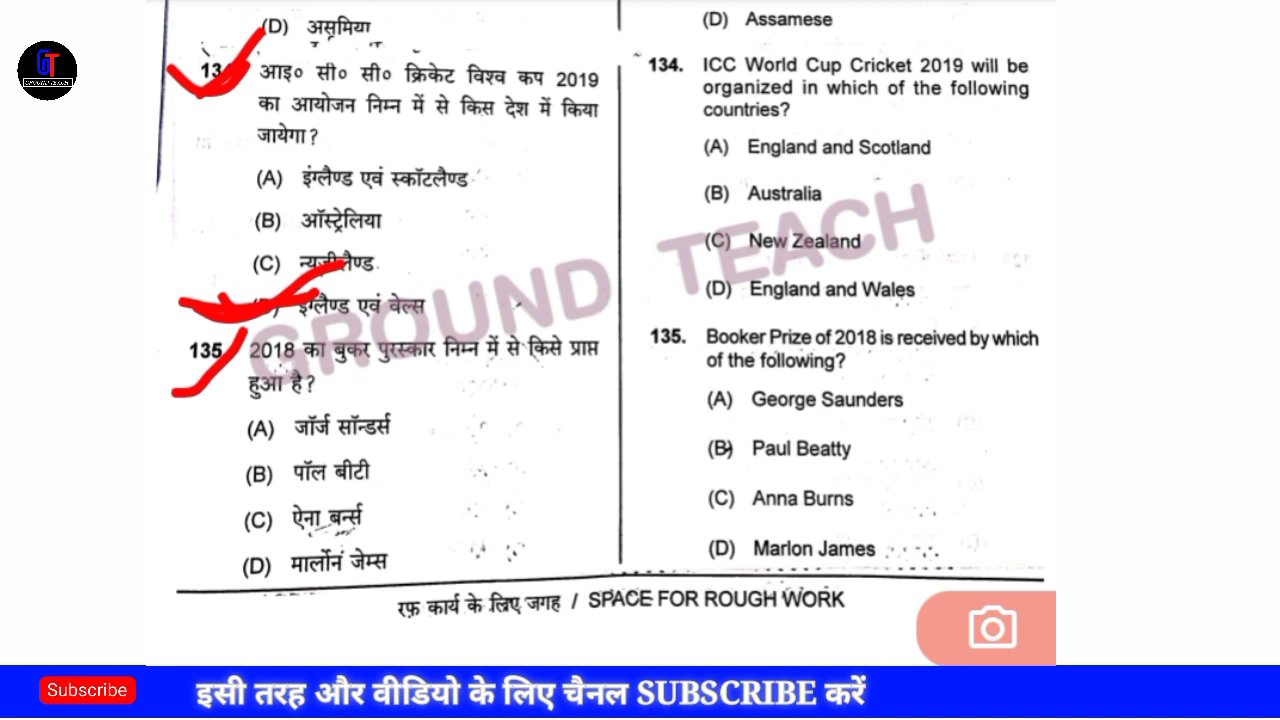 GT
(D) असमिया
आइ० सी० सी० क्रिकेट विश्व कप 2019
का आयोजन निम्न में से किस देश में किया
जायेगा?
(A) इंग्लैण्ड एवं स्कॉटलैण्ड
(B) ऑस्ट्रेलिया
(C) न्यूजीलैण्ड
इंग्लैण्ड एवं वेल्स
135 2018 का बुकर पुरस्कार निम्न में से किसे प्राप्त
हुआ है?
(A) जॉर्ज सॉन्डर्स
(B) पॉल बीटी
(C) ऐना बर्न्स
(D) मार्लोन जेम्स
(D) Assamese
134. ICC World Cup Cricket 2019 will be
organized in which of the following
countries?
(A) England and Scotland
(B) Australia
(C) New Zealand
(D) England and Wales
135. Booker Prize of 2018 is received by which
of the following?
(A) George Saunders
(B) Paul Beatty
(C) Anna Burns
(D) Marlon James
GROUND TEACH
रफ़ कार्य के लिए जगह / SPACE FOR ROUGH WORK
Subscribe
इसी तरह और वीडियो के लिए चैनल SUBSCRIBE करें